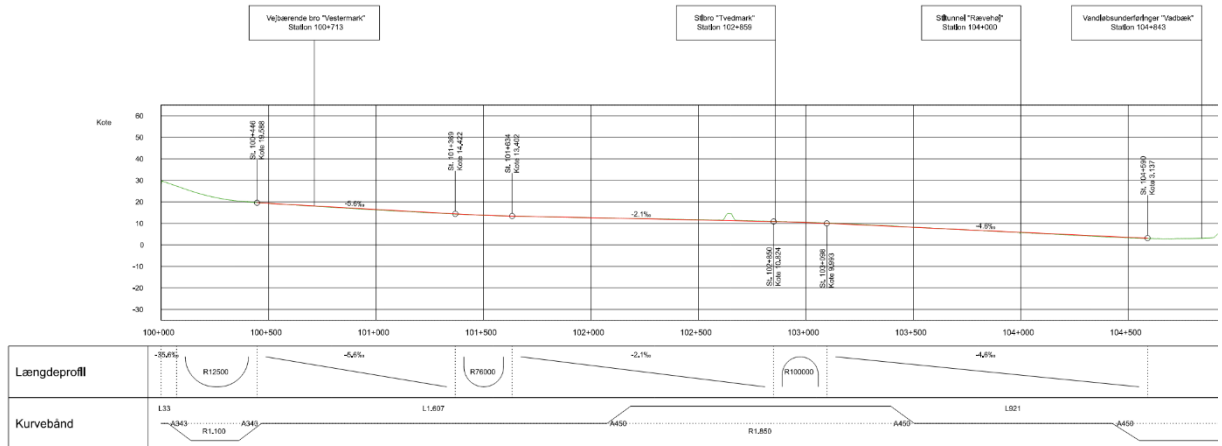 Vejbærende bro "Vestermark"
Station 100+713
Stibro "Tvedmark"
Station 102+859
Stitunnel "Rævehøj"
Station 104+000
Vandløbsunderføringer "Vadbæk"
Station 104+843
Kote
60
50
40
30
20
10
0
-10
-20
-30
St. 100+446
Kote 19,588
St. 101+369
Kote 14,422
St. 101+634
Kote 13,402
St. 102+850
Kote 10,824
St. 103+098
Kote 9,993
St. 104+590
Kote 3,137
-5.6‰
-2.1‰
-4.6‰
100+000
100+500
101+000
101+500
102+000
102+500
103+000
103+500
104+000
104+500
Længdeprofil
-35.6‰
R12500
-5.6‰
R76000
-2.1‰
R100000
-4.6‰
Kurvebånd
L33
A343
R1.100
A343
L1.607
A450
R1.850
A450
L921
A450